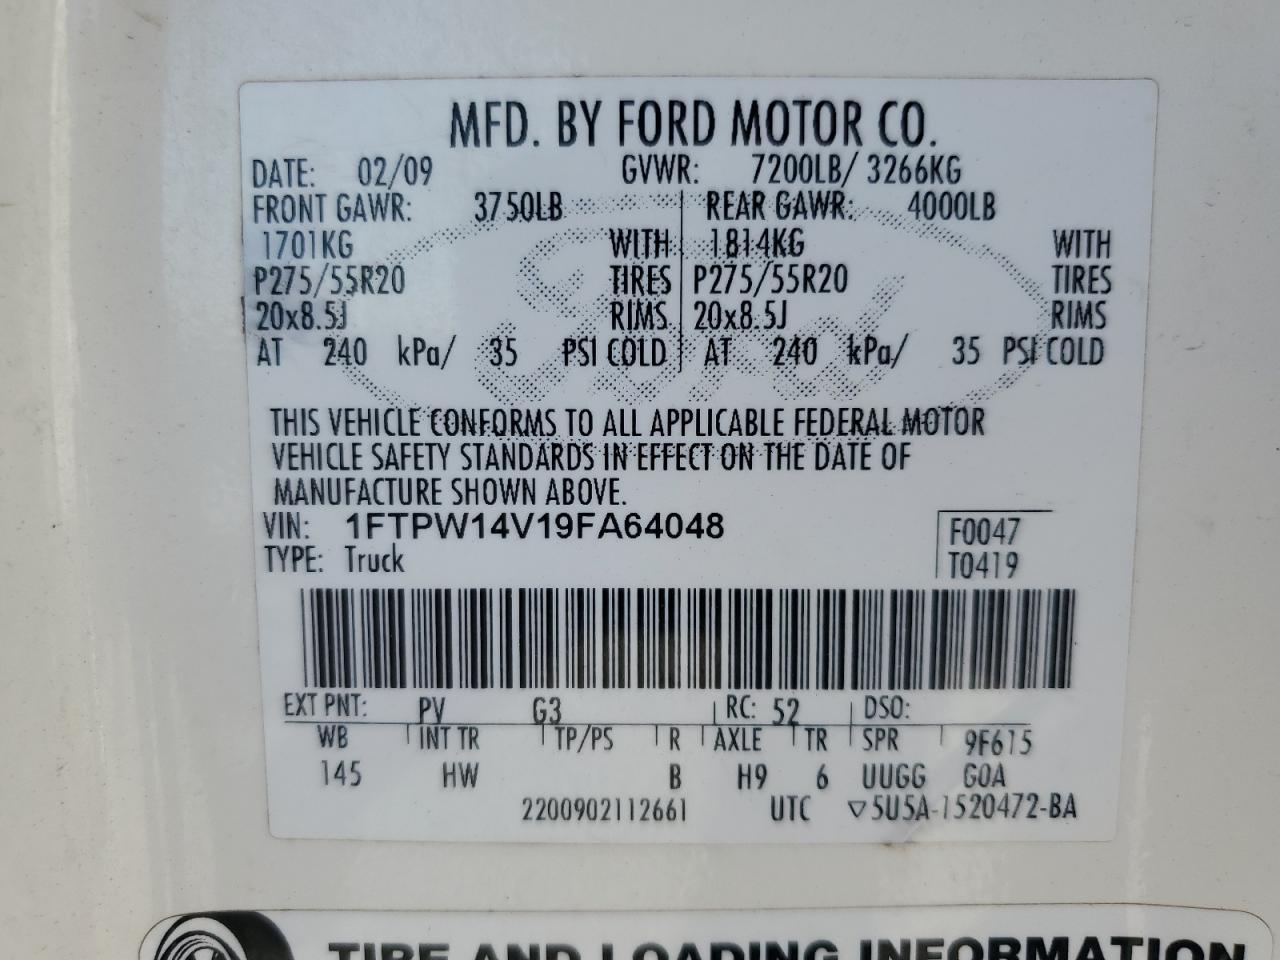 MFD. BY FORD MOTOR CO.
DATE: 02/09 GVWR: 7200LB/ 3266KG
FRONT GAWR: 3750LB REAR GAWR: 4000LB
1701KG WITH 1814KG WITH
P275/55R20 TIRES P275/55R20 TIRES
20x8.5J RIMS 20x8.5J RIMS
AT 240 kPa/ 35 PSI COLD AT 240 kPa/ 35 PSI COLD
Ford
THIS VEHICLE CONFORMS TO ALL APPLICABLE FEDERAL MOTOR
VEHICLE SAFETY STANDARDS IN EFFECT ON THE DATE OF
MANUFACTURE SHOWN ABOVE.
VIN: 1FTPW14V19FA64048 F0047
TYPE: Truck T0419
EXT PNT: PV G3 RC: 52 DSO:
WB INT TR TP/PS R AXLE TR SPR 9F615
145 HW B H9 6 UUGG GOA
2200902112661 UTC ▽5U5A-1520472-BA
TIRE AND LOADING INFORMATION